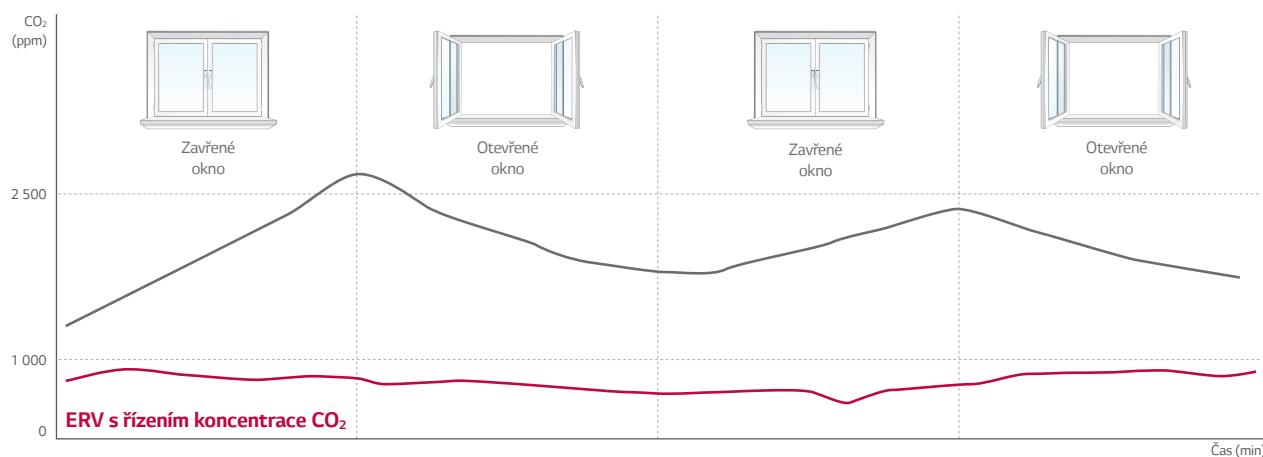 CO₂
(ppm)
Zavřené
okno
Otevřené
okno
Zavřené
okno
Otevřené
okno
2 500
1 000
ERV s řízením koncentrace CO₂
0
Čas (min)